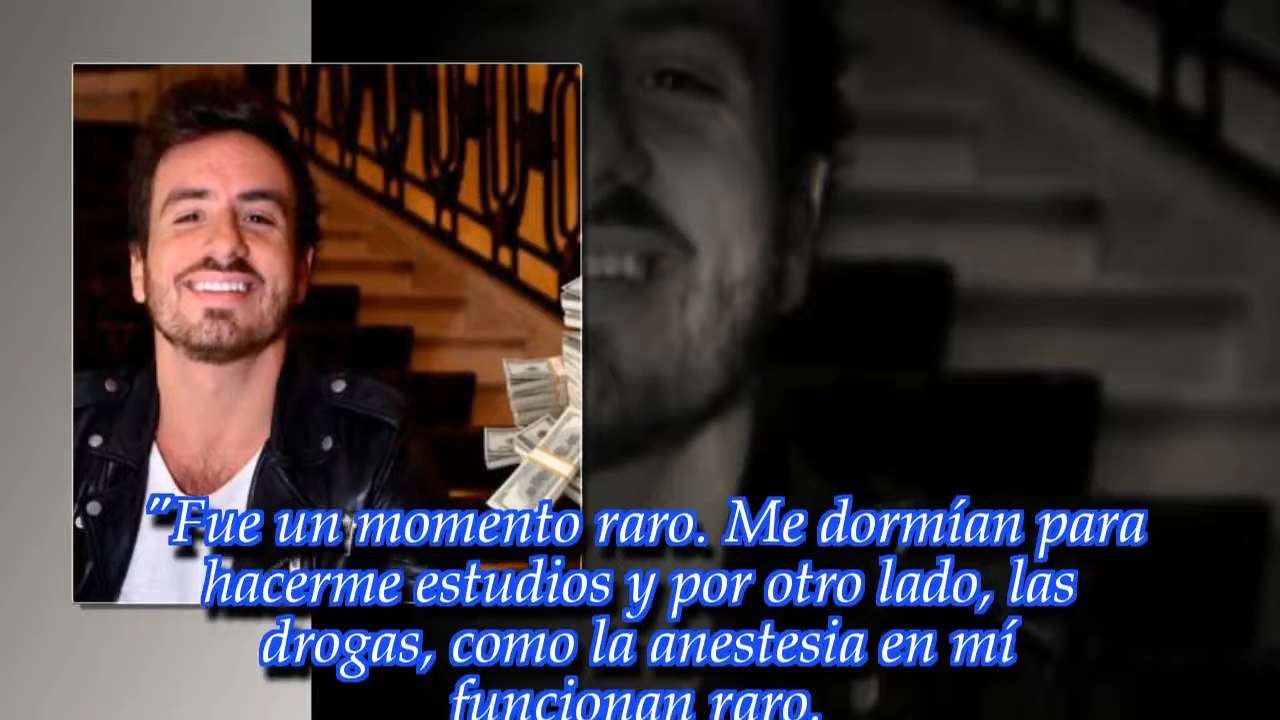 "Fue un momento raro. Me dormían para
hacerme estudios y por otro lado, las
drogas, como la anestesia en mí
funcionan raro.